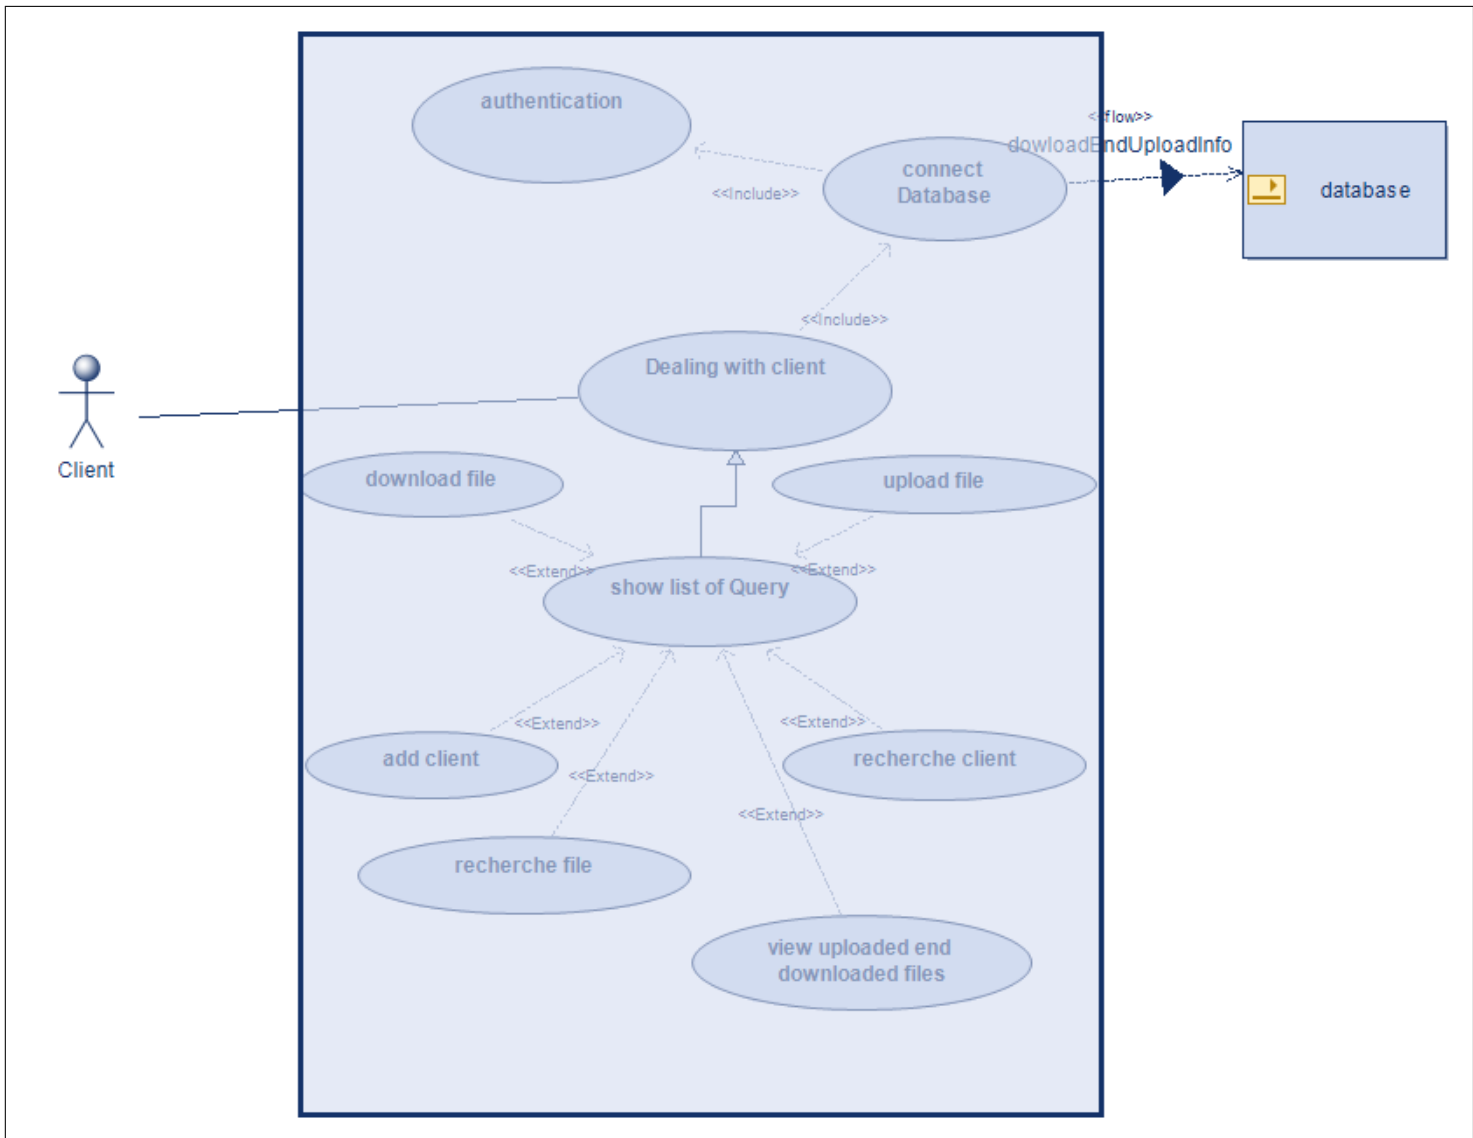 authentication
<<flow>>
dowloadEndUploadInfo
connect
Database
database
<<Include>>
<<Include>>
Dealing with client
Client
download file
upload file
<<Extend>>
<<Extend>>
show list of Query
<<Extend>>
<<Extend>>
add client
recherche client
<<Extend>>
<<Extend>>
recherche file
view uploaded end
downloaded files